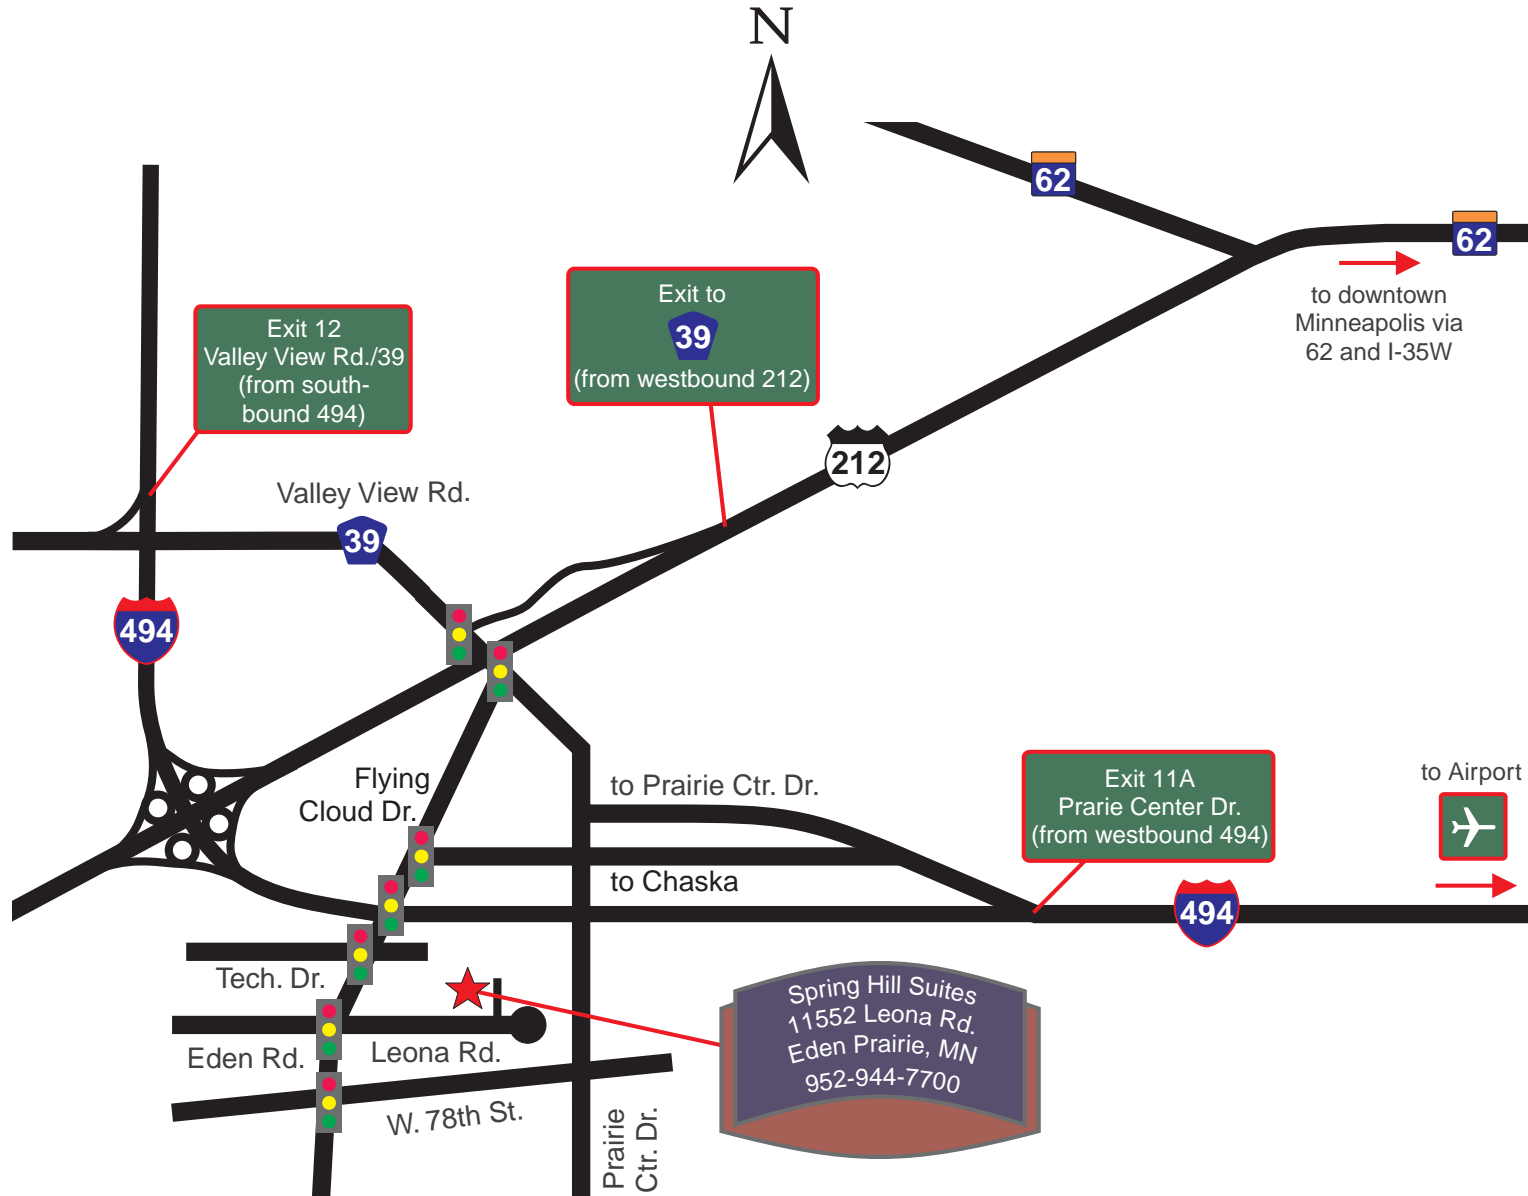 N
62
62
to downtown
Minneapolis via
62 and I-35W
Exit to
39
(from westbound 212)
Exit 12
Valley View Rd./39
(from south-
bound 494)
212
Valley View Rd.
39
494
Flying
Cloud Dr.
to Prairie Ctr. Dr.
Exit 11A
Prarie Center Dr.
(from westbound 494)
to Airport
to Chaska
494
Tech. Dr.
Spring Hill Suites
11552 Leona Rd.
Eden Prairie, MN
952-944-7700
Eden Rd.
Leona Rd.
W. 78th St.
Prairie
Ctr. Dr.